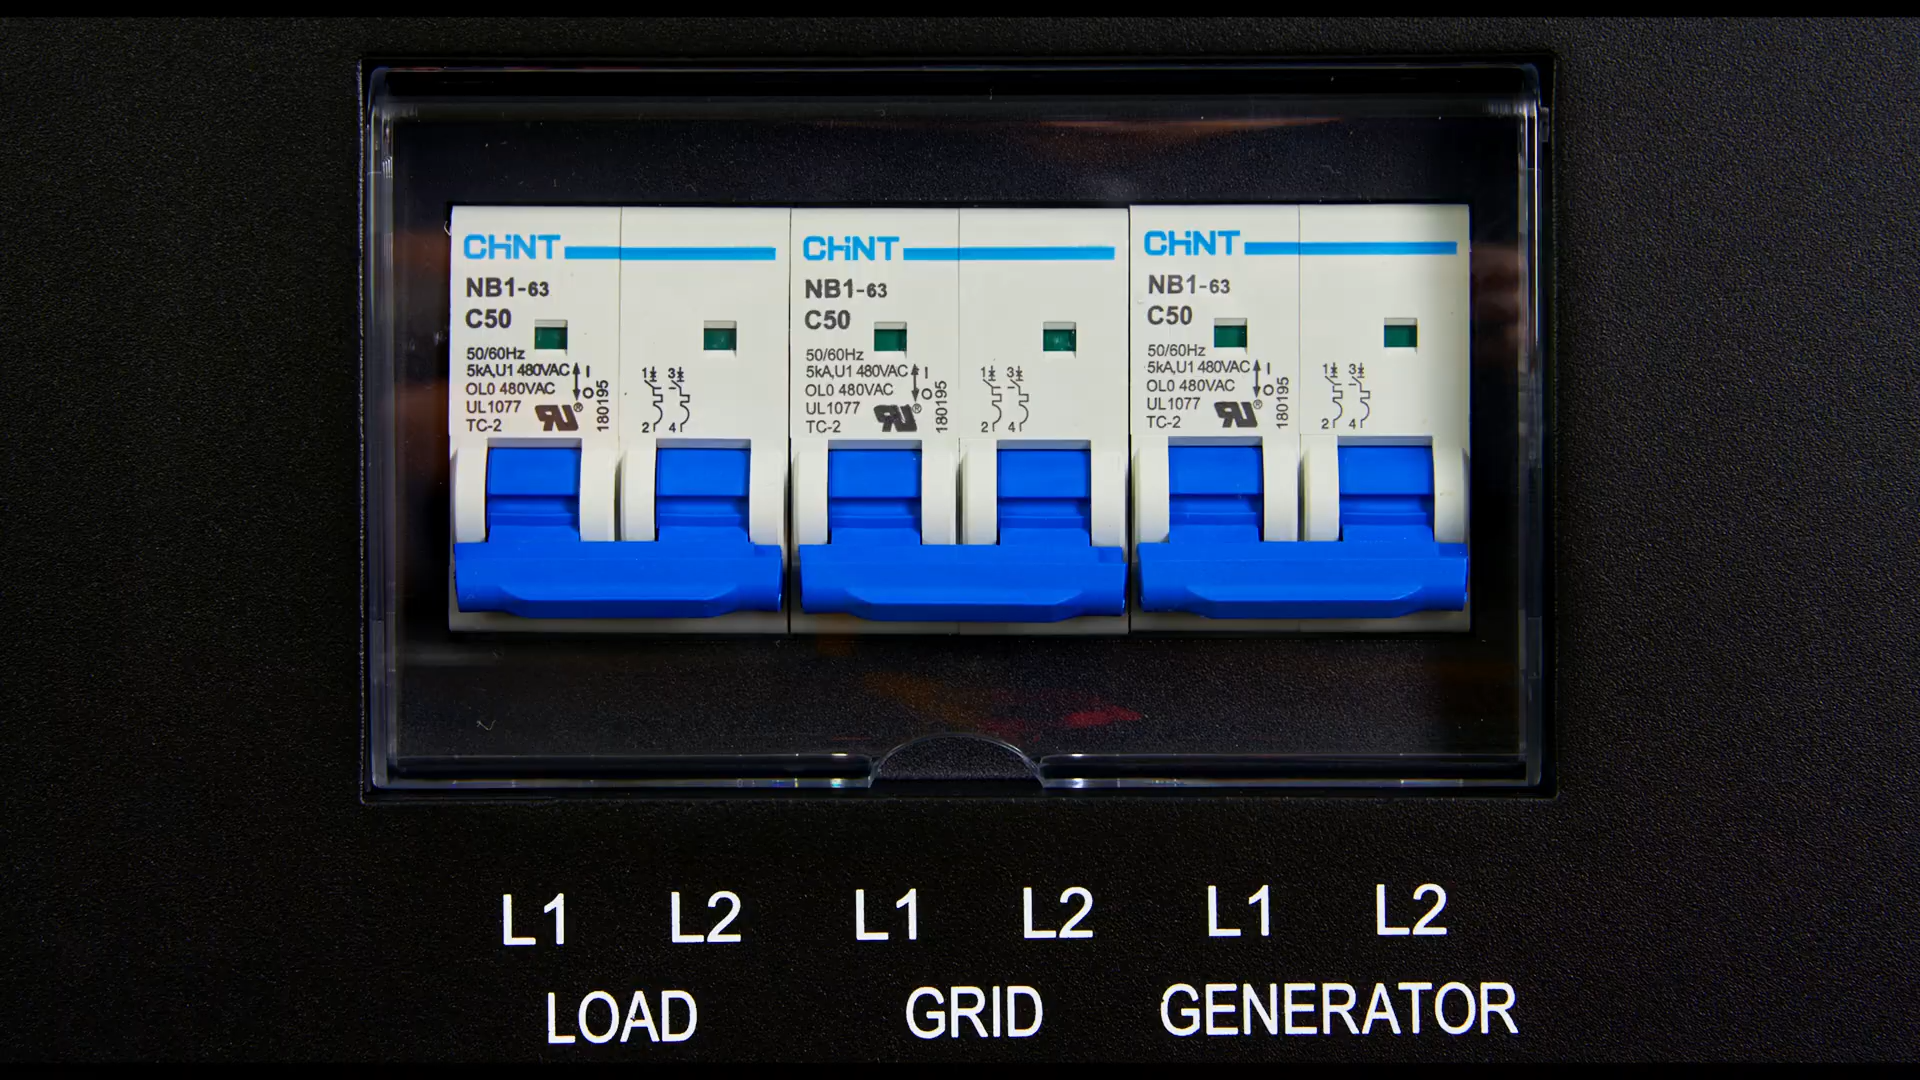 CHiNT
NB1-63
C50
50/60Hz
5kA,U1 480VAC
OL0 480VAC
UL1077
TC-2
I
O
180195
1 3
2 4
CHiNT
NB1-63
C50
50/60Hz
5kA,U1 480VAC
OL0 480VAC
UL1077
TC-2
I
O
180195
1 3
2 4
CHiNT
NB1-63
C50
50/60Hz
5kA,U1 480VAC
OL0 480VAC
UL1077
TC-2
I
O
180195
1 3
2 4
L1 L2 L1 L2 L1 L2
LOAD GRID GENERATOR